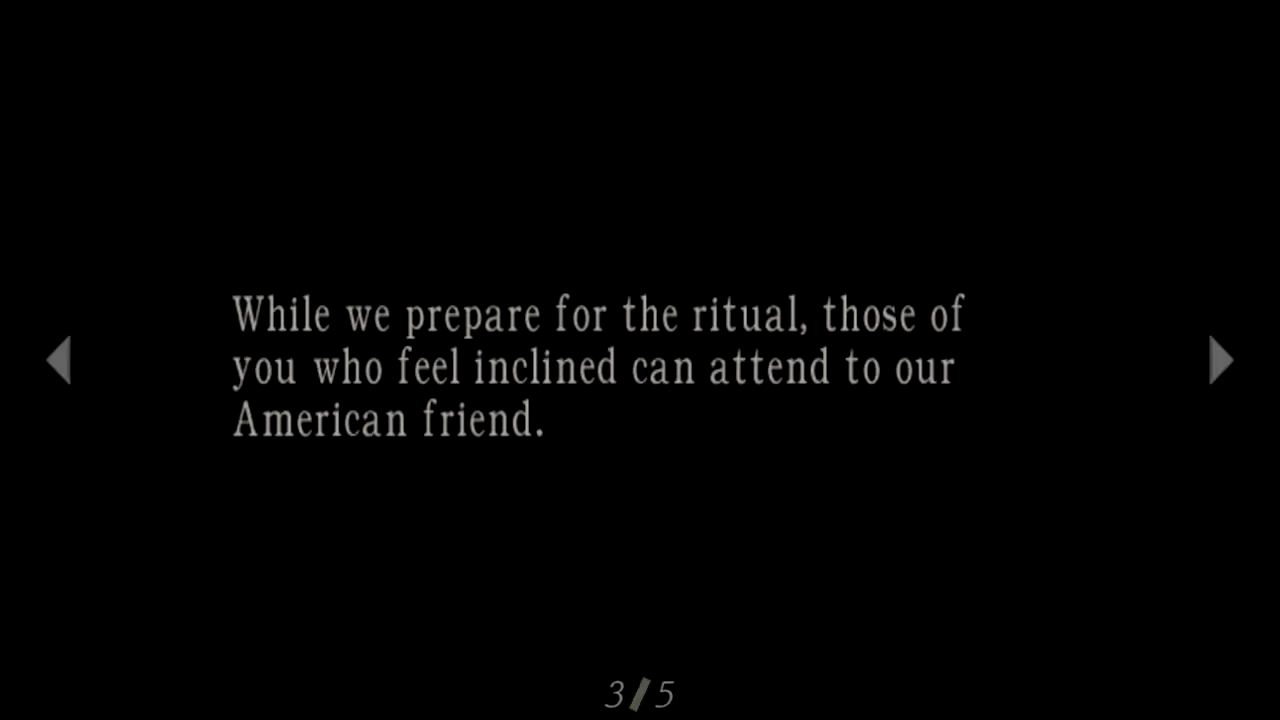 While we prepare for the ritual, those of
you who feel inclined can attend to our
American friend.
3/5